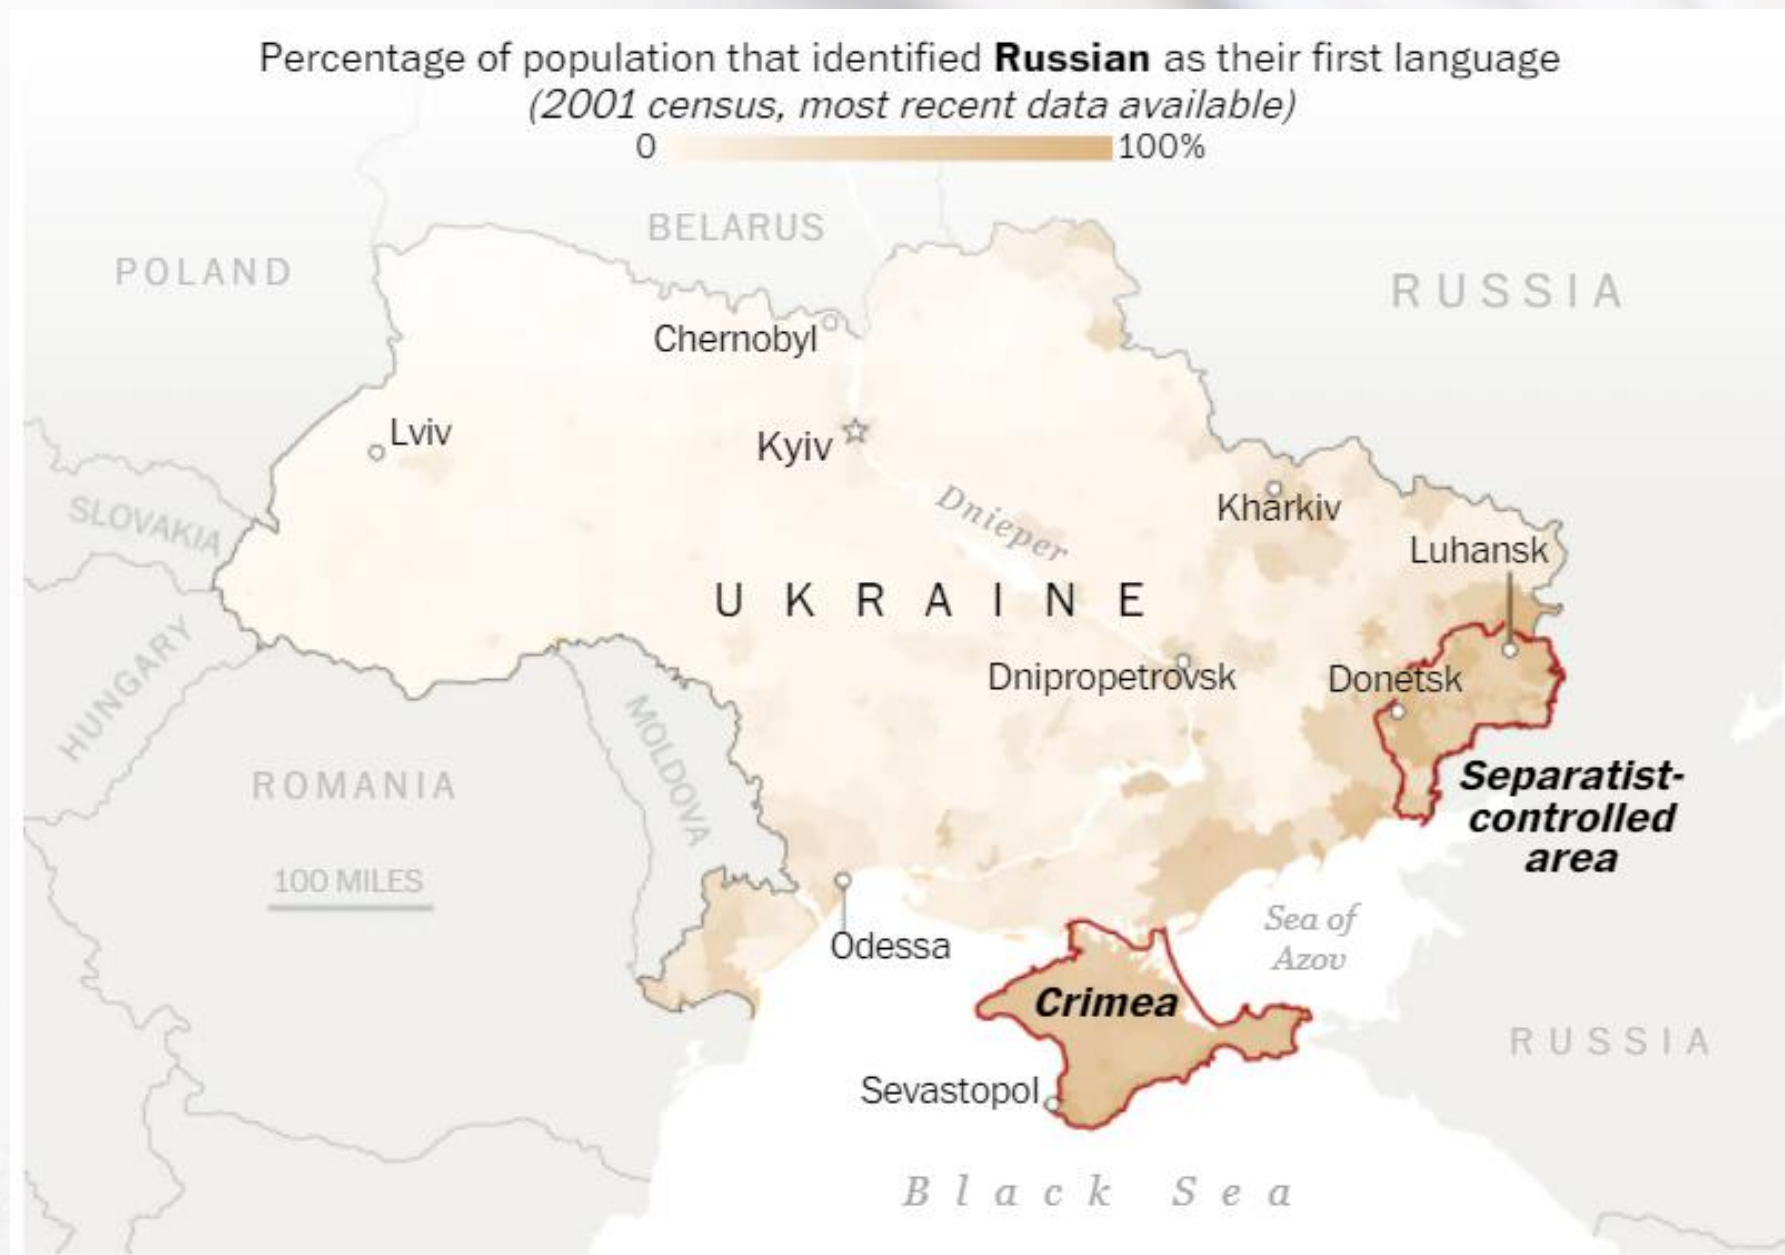 Percentage of population that identified Russian as their first language
(2001 census, most recent data available)
0 100%
BELARUS
POLAND
RUSSIA
Chernobyl
Lviv
Kyiv
Dnieper
Kharkiv
SLOVAKIA
Luhansk
UKRAINE
HUNGARY
Dnipropetrovsk
Donetsk
MOLDOVA
ROMANIA
Separatist-
controlled
area
100 MILES
Odessa
Sea of
Azov
Crimea
RUSSIA
Sevastopol
Black Sea